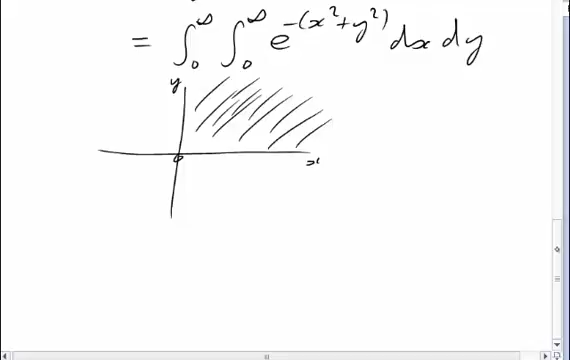 = ∫₀^∞ ∫₀^∞ e^{-(x²+y²)} dx dy
y
0
x